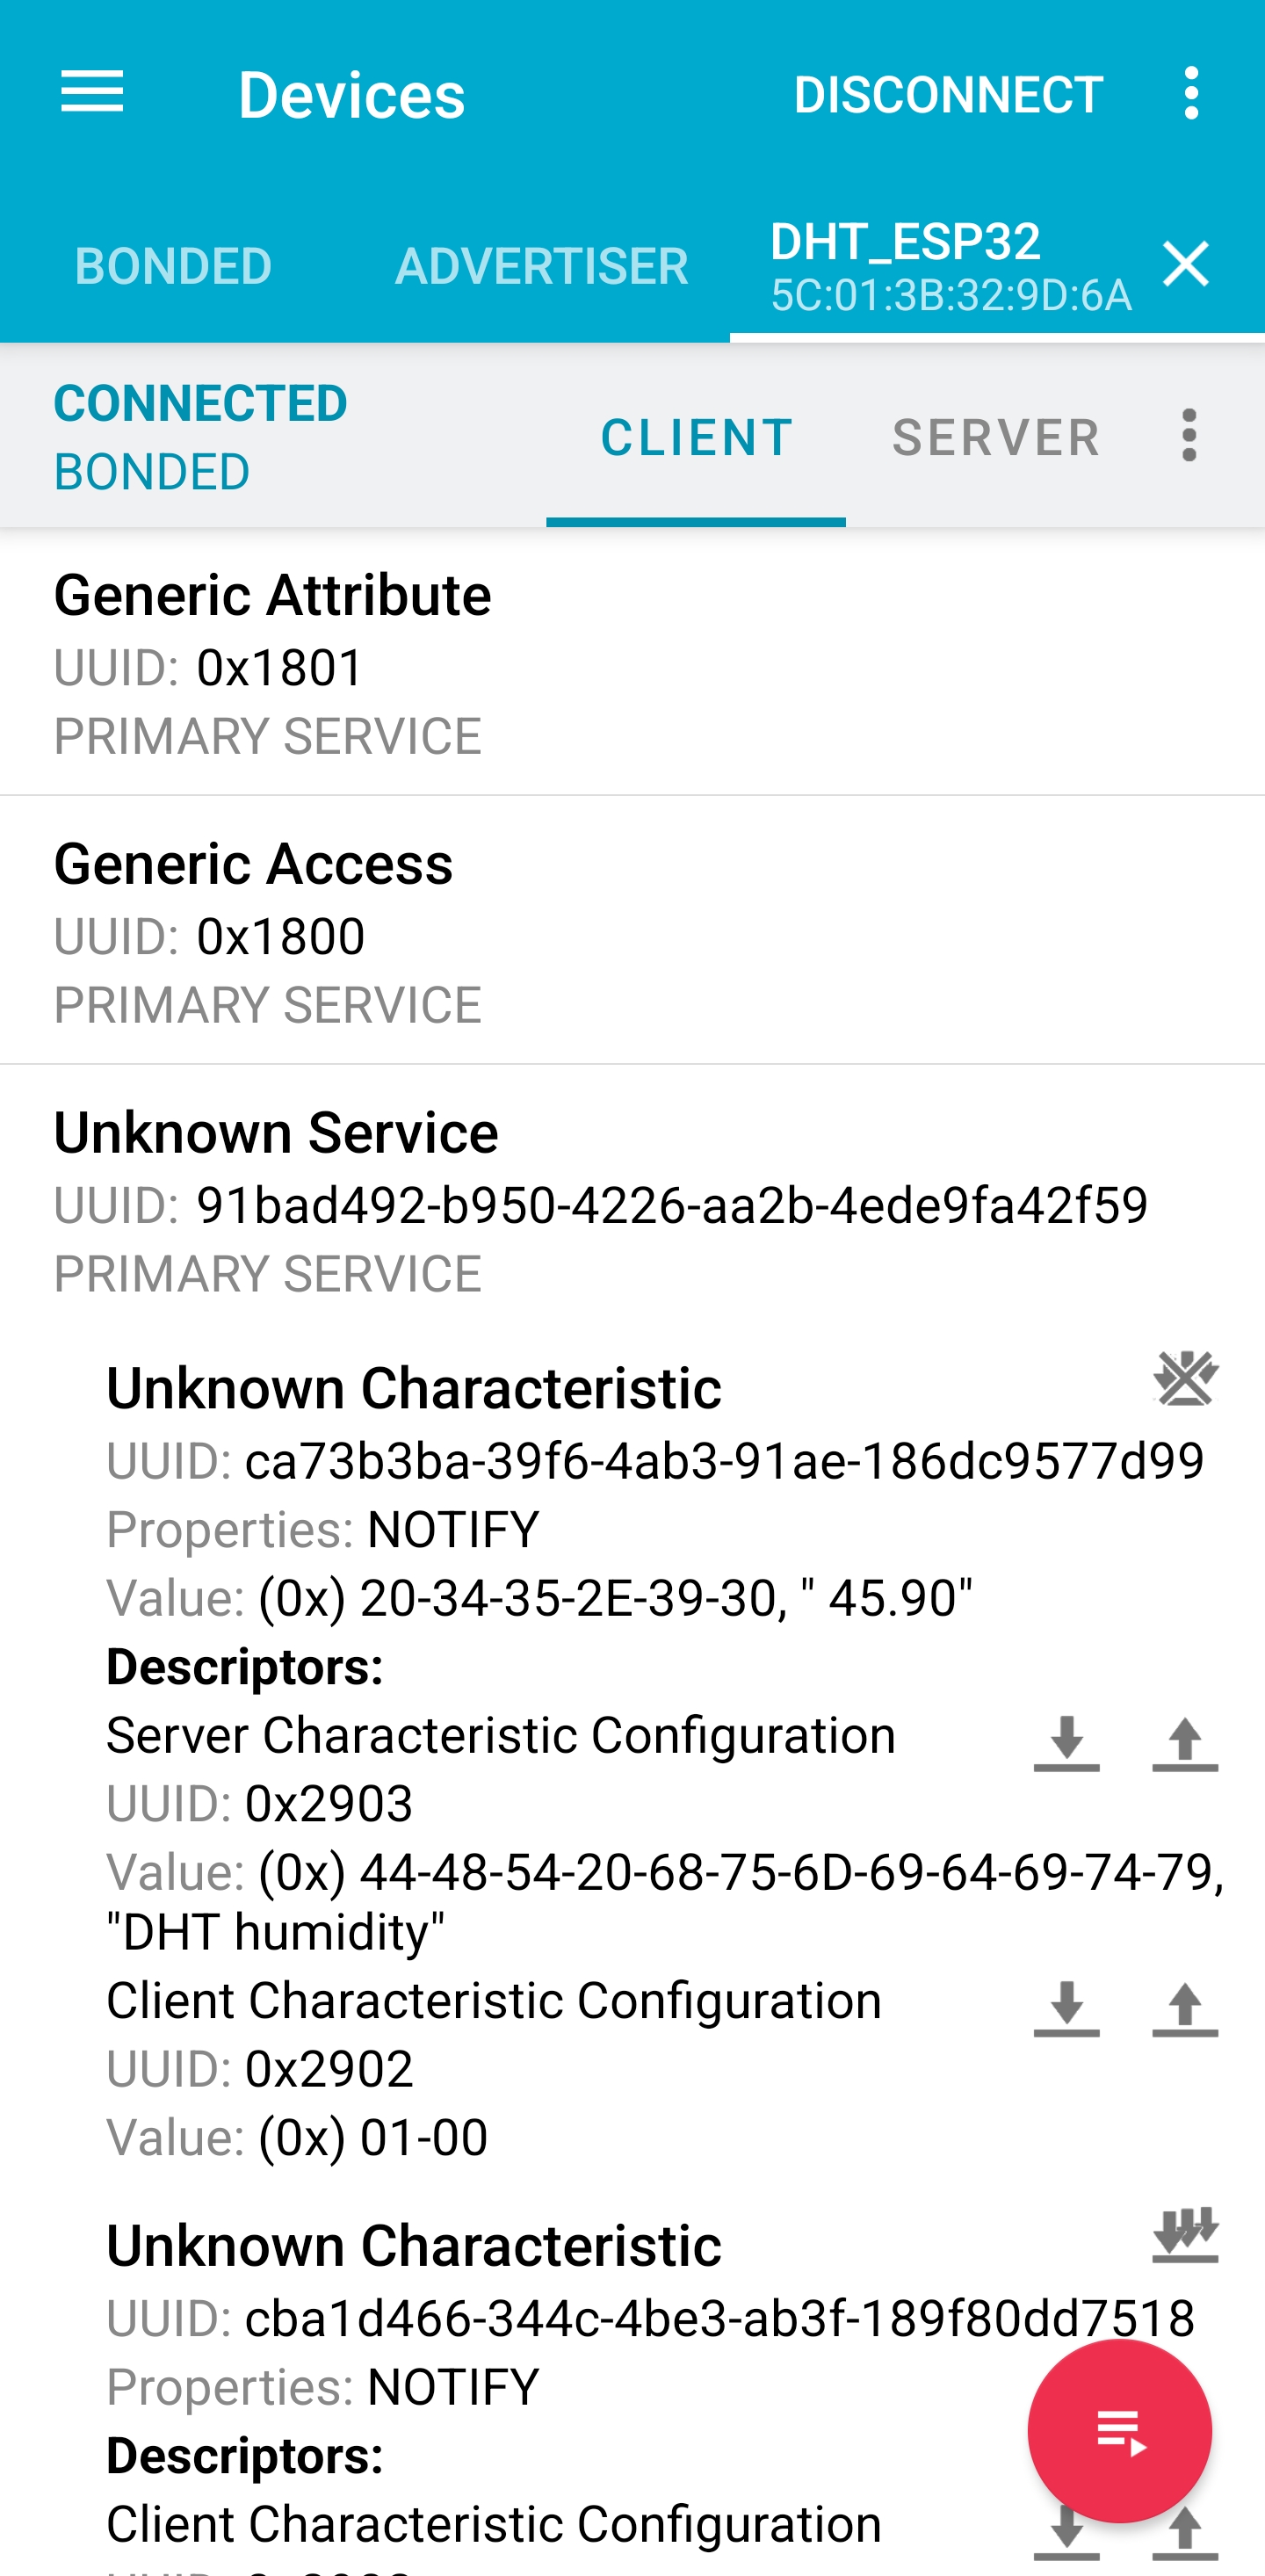 Devices
DISCONNECT
BONDED
ADVERTISER
DHT_ESP32
5C:01:3B:32:9D:6A
CONNECTED
BONDED
CLIENT
SERVER
Generic Attribute
UUID: 0x1801
PRIMARY SERVICE
Generic Access
UUID: 0x1800
PRIMARY SERVICE
Unknown Service
UUID: 91bad492-b950-4226-aa2b-4ede9fa42f59
PRIMARY SERVICE
Unknown Characteristic
UUID: ca73b3ba-39f6-4ab3-91ae-186dc9577d99
Properties: NOTIFY
Value: (0x) 20-34-35-2E-39-30, " 45.90"
Descriptors:
Server Characteristic Configuration
UUID: 0x2903
Value: (0x) 44-48-54-20-68-75-6D-69-64-69-74-79,
"DHT humidity"
Client Characteristic Configuration
UUID: 0x2902
Value: (0x) 01-00
Unknown Characteristic
UUID: cba1d466-344c-4be3-ab3f-189f80dd7518
Properties: NOTIFY
Descriptors:
Client Characteristic Configuration